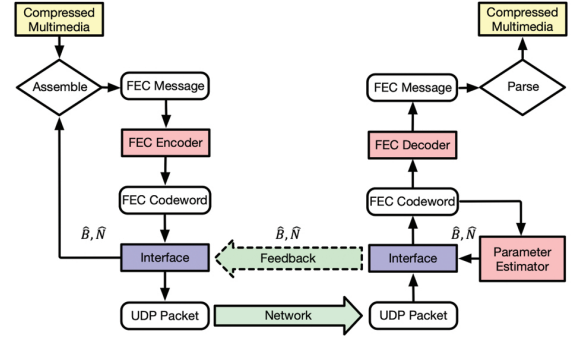 Compressed
Multimedia
Assemble
FEC Message
FEC Encoder
FEC Codeword
B̂, N̂
Interface
UDP Packet
B̂, N̂
Feedback
Network
Compressed
Multimedia
FEC Message
Parse
FEC Decoder
FEC Codeword
B̂, N̂
Interface
Parameter
Estimator
UDP Packet